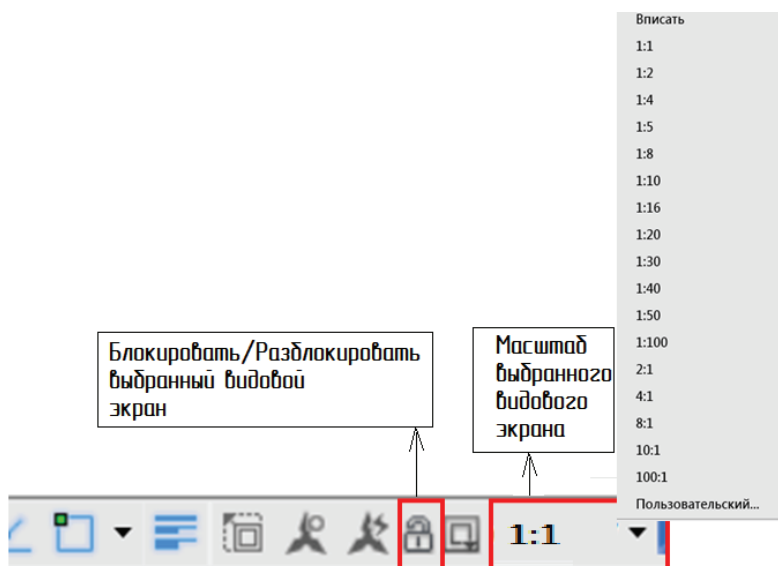 Вписать
1:1
1:2
1:4
1:5
1:8
1:10
1:16
1:20
1:30
1:40
1:50
1:100
2:1
4:1
8:1
10:1
100:1
Пользовательский...
Блокировать/Разблокировать
выбранный видовой
экран
Масштаб
выбранного
видового
экрана
1:1